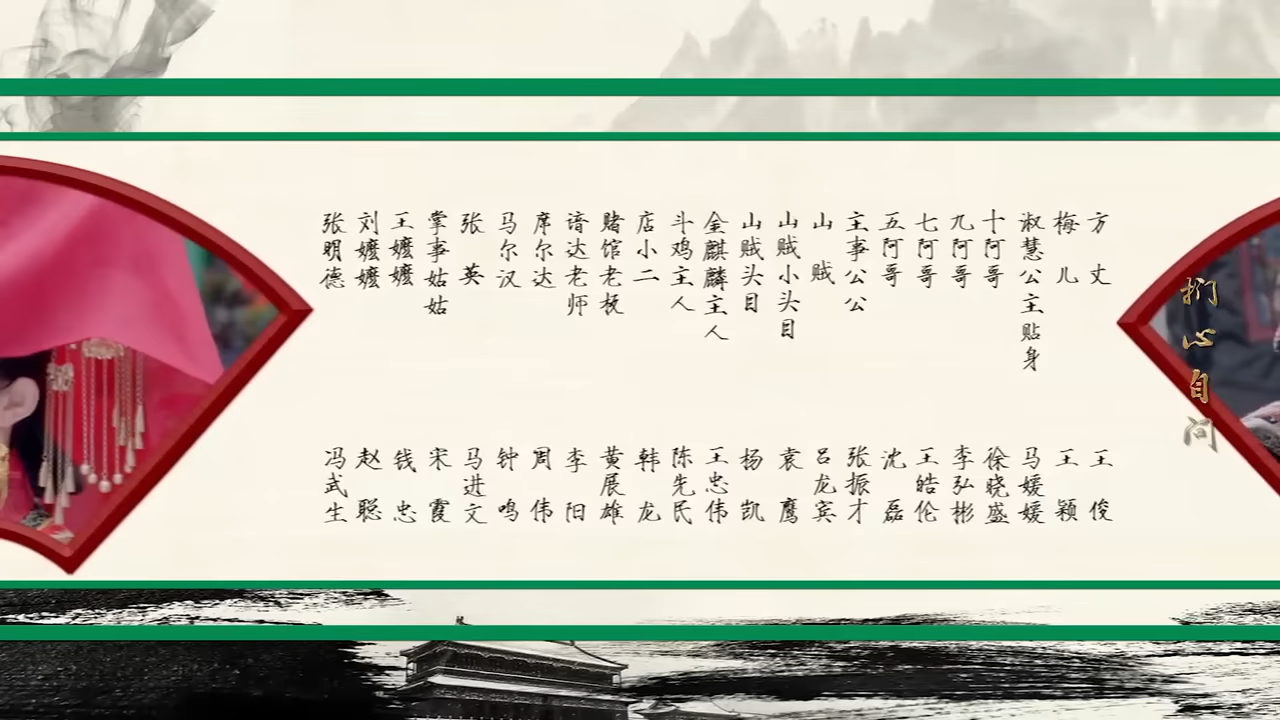 扪心自问
方丈 王俊
梅儿 王颖
淑慧公主贴身 马媛媛
十阿哥 徐晓盛
九阿哥 李弘彬
七阿哥 王皓伦
五阿哥 沈磊
主事公公 张振才
山贼 吕龙宾
山贼小头目 袁鹰
山贼头目 杨凯
金麒麟主人 王忠伟
斗鸡主人 陈先民
店小二 韩龙
赌馆老板 黄展雄
谙达老师 李阳
席尔达 周伟
马尔汉 钟鸣
张英 马进文
掌事姑姑 宋霞
王嬷嬷 钱忠
刘嬷嬷 赵聪
张明德 冯武生